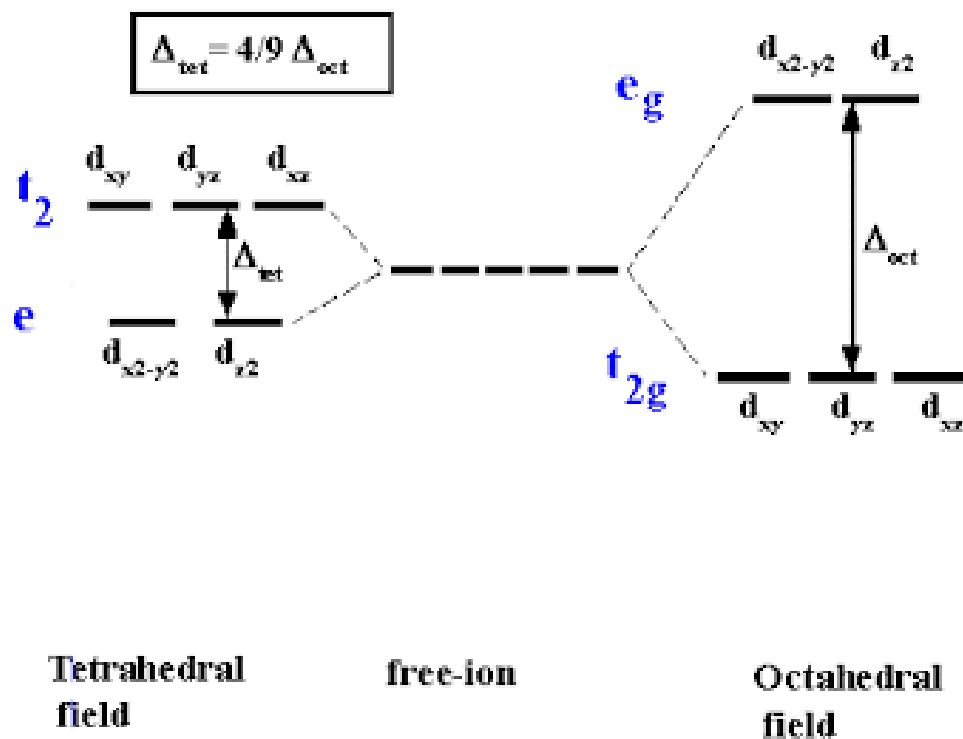 Δtet = 4/9 Δoct
dx2-y2 dz2
eg
dxy dyz dxz
t2
Δtet
Δoct
e
dx2-y2 dz2
t2g
dxy dyz dxz
Tetrahedral
field
free-ion
Octahedral
field